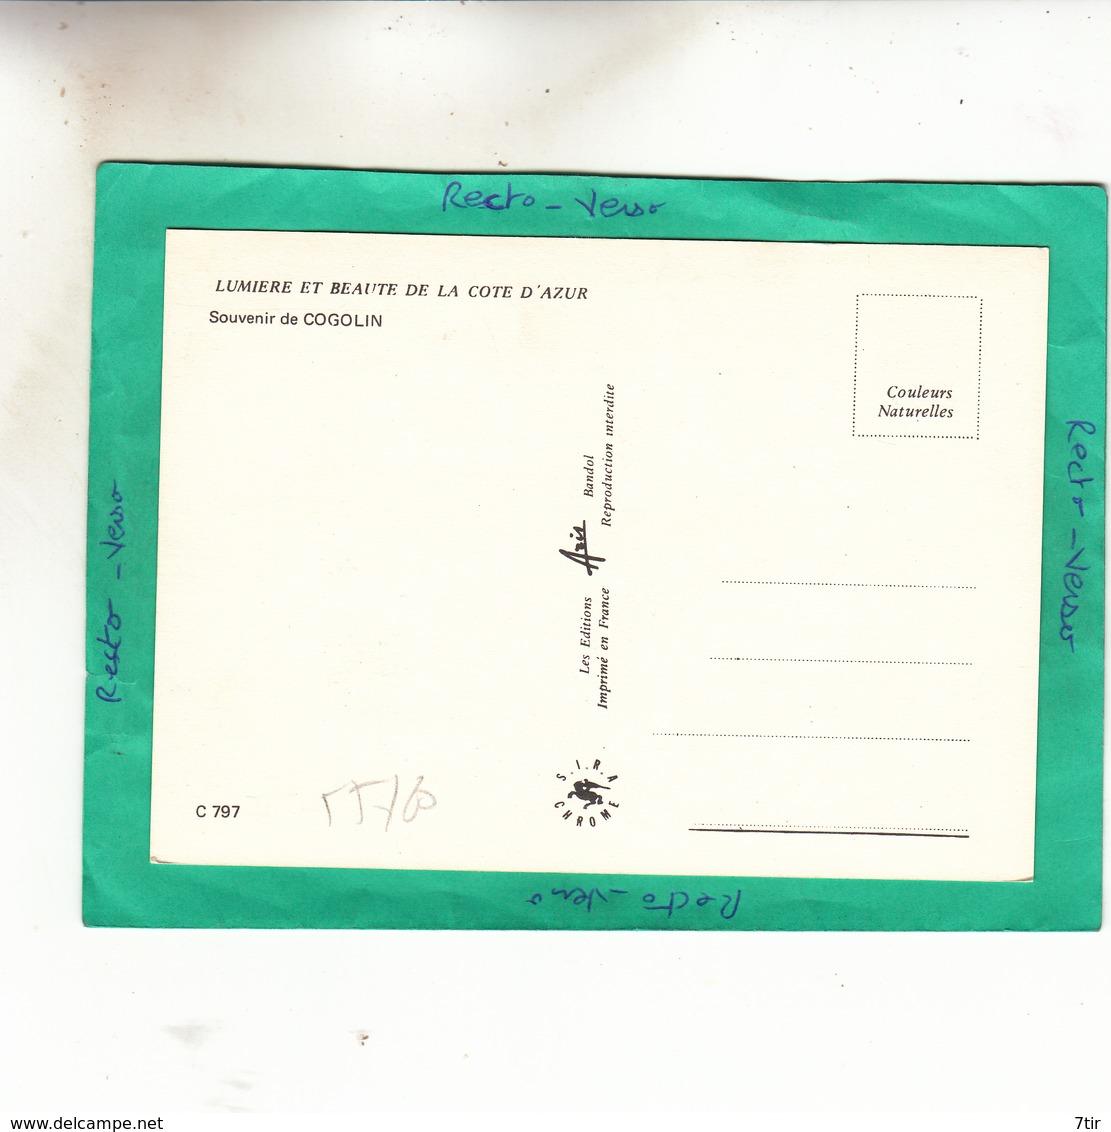 Recto - Verso
LUMIERE ET BEAUTE DE LA COTE D'AZUR
Souvenir de COGOLIN
Couleurs
Naturelles
Les Editions Aris Bandol
Imprimé en France Reproduction interdite
S.I.R.A
CHROME
C 797
Recto - Verso
Recto - Verso
Recto - Verso
www.delcampe.net
7tir